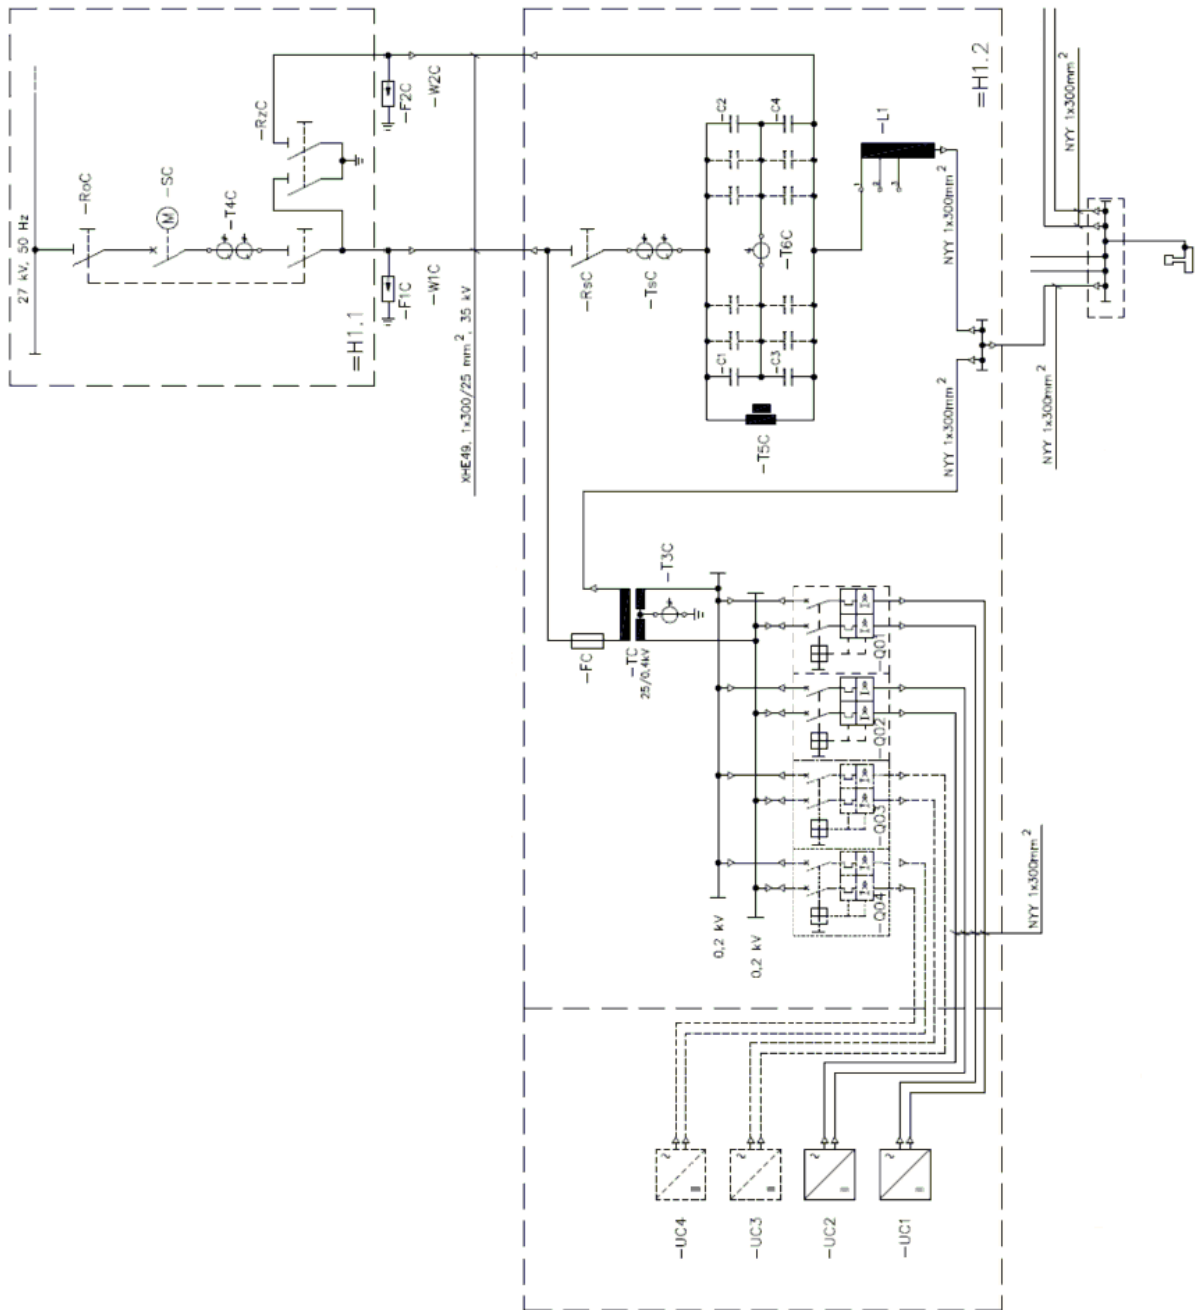 27 kV, 50 Hz
-RoC
-SC
-T4C
-RzC
M
-F1C
-F2C
-W1C
-W2C
=H1.1
XHE49, 1x300/25 mm², 35 kV
=H1.2
-RsC
-TsC
-C2
-C4
-T6C
-C1
-C3
-T5C
-L1
1
2
3
NYY 1x300mm²
NYY 1x300mm²
NYY 1x300mm²
NYY 1x300mm²
-FC
-TC
25/0,4kV
-T3C
0,2 kV
0,2 kV
-Q01
-Q02
-Q03
-Q04
NYY 1x300mm²
-UC4
-UC3
-UC2
-UC1